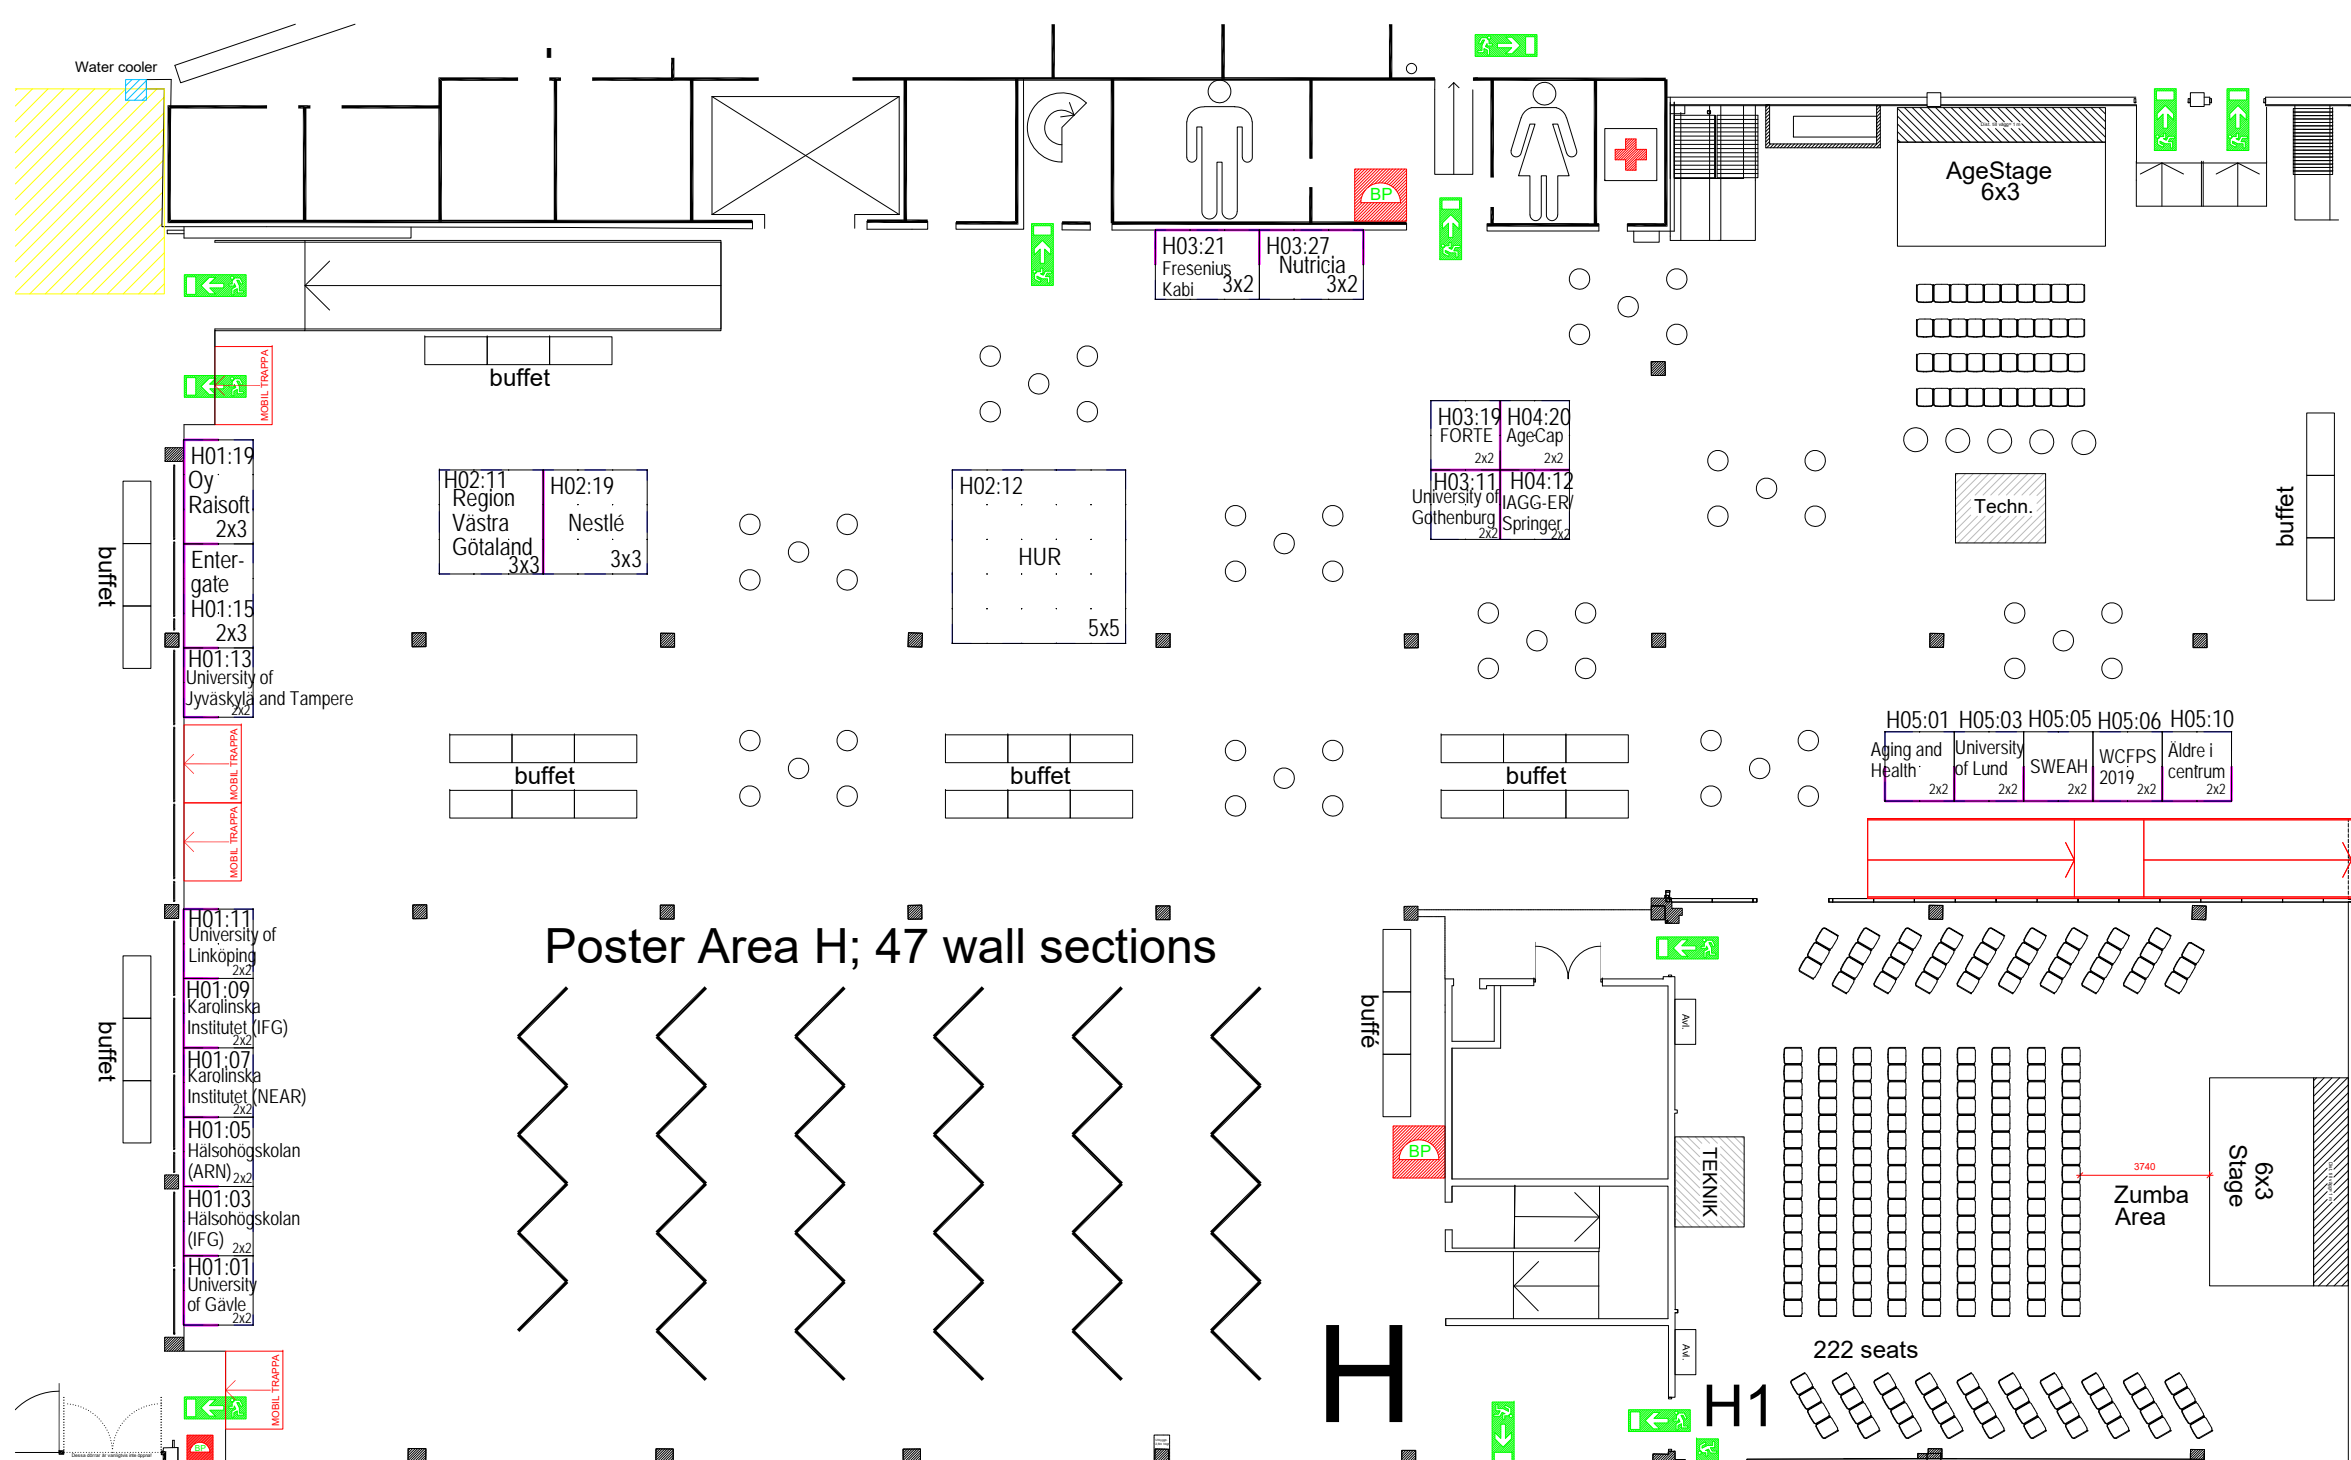 Water cooler
BP
AgeStage
6x3
H03:21
Fresenius
Kabi
3x2
H03:27
Nutricia
3x2
MOBIL TRAPPA
buffet
H03:19
FORTE
2x2
H04:20
AgeCap
2x2
H03:11
University of
Gothenburg
2x2
H04:12
IAGG-ER/
Springer
2x2
H01:19
Oy
Raisoft
2x3
Enter-
gate
H01:15
2x3
H01:13
University of
Jyväskylä and Tampere
2x2
buffet
H02:11
Region
Västra
Götaland
3x3
H02:19
Nestlé
3x3
H02:12
HUR
5x5
Techn.
buffet
MOBIL TRAPPA
MOBIL TRAPPA
buffet
buffet
buffet
H05:01
Aging and
Health
2x2
H05:03
University
of Lund
2x2
H05:05
SWEAH
2x2
H05:06
WCFPS
2019
2x2
H05:10
Äldre i
centrum
2x2
Poster Area H; 47 wall sections
H01:11
University of
Linköping
2x2
H01:09
Karolinska
Institutet (IFG)
2x2
H01:07
Karolinska
Institutet (NEAR)
2x2
H01:05
Hälsohögskolan
(ARN)
2x2
H01:03
Hälsohögskolan
(IFG)
2x2
H01:01
University
of Gävle
2x2
buffet
buffé
BP
Avl.
TEKNIK
Avl.
3740
Zumba
Area
6x3
Stage
222 seats
H
H1
MOBIL TRAPPA
BP